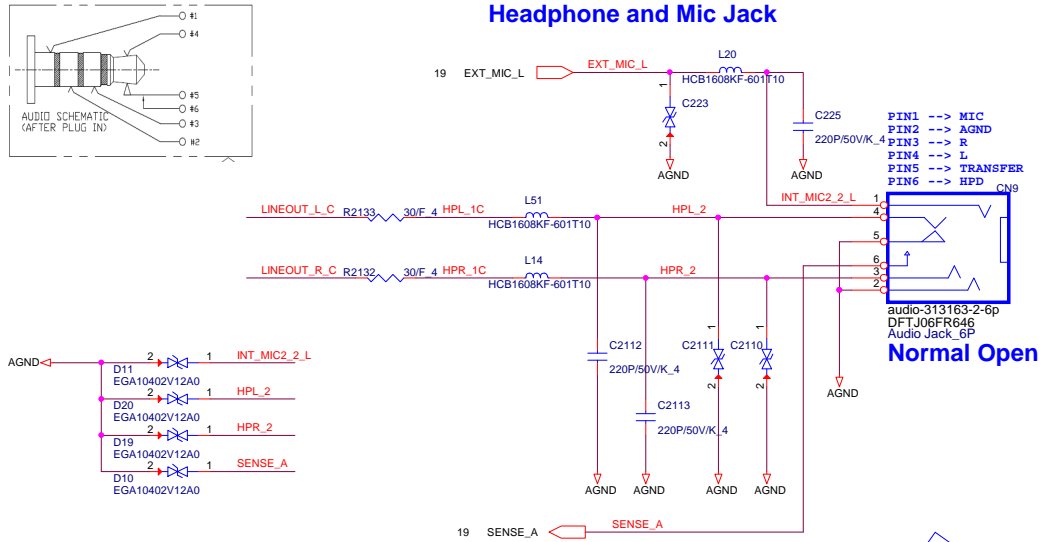 Headphone and Mic Jack
#1
#4
#5
#6
#3
#2
AUDIO SCHEMATIC
(AFTER PLUG IN)
19 EXT_MIC_L
EXT_MIC_L
L20
HCB1608KF-601T10
1
C223
2
AGND
C225
220P/50V/K_4
AGND
PIN1 --> MIC
PIN2 --> AGND
PIN3 --> R
PIN4 --> L
PIN5 --> TRANSFER
PIN6 --> HPD
CN9
INT_MIC2_2_L
1
4
5
6
3
2
LINEOUT_L_C
R2133
30/F_4
HPL_1C
L51
HCB1608KF-601T10
HPL_2
LINEOUT_R_C
R2132
30/F_4
HPR_1C
L14
HCB1608KF-601T10
HPR_2
audio-313163-2-6p
DFTJ06FR646
Audio Jack_6P
Normal Open
AGND
C2112
220P/50V/K_4
AGND
C2113
220P/50V/K_4
AGND
1
C2111
2
AGND
1
C2110
2
AGND
AGND
2
1
INT_MIC2_2_L
D11
EGA10402V12A0
2
1
HPL_2
D20
EGA10402V12A0
2
1
HPR_2
D19
EGA10402V12A0
2
1
SENSE_A
D10
EGA10402V12A0
19 SENSE_A
SENSE_A